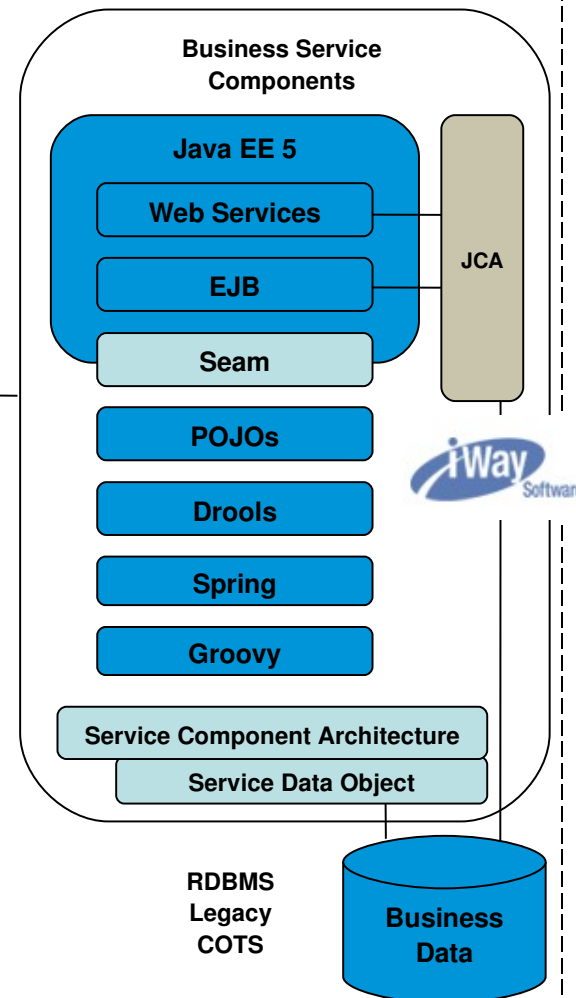 Business Service
Components
Java EE 5
Web Services
EJB
JCA
Seam
POJOs
iWay
Software
Drools
Spring
Groovy
Service Component Architecture
Service Data Object
RDBMS
Legacy
COTS
Business
Data